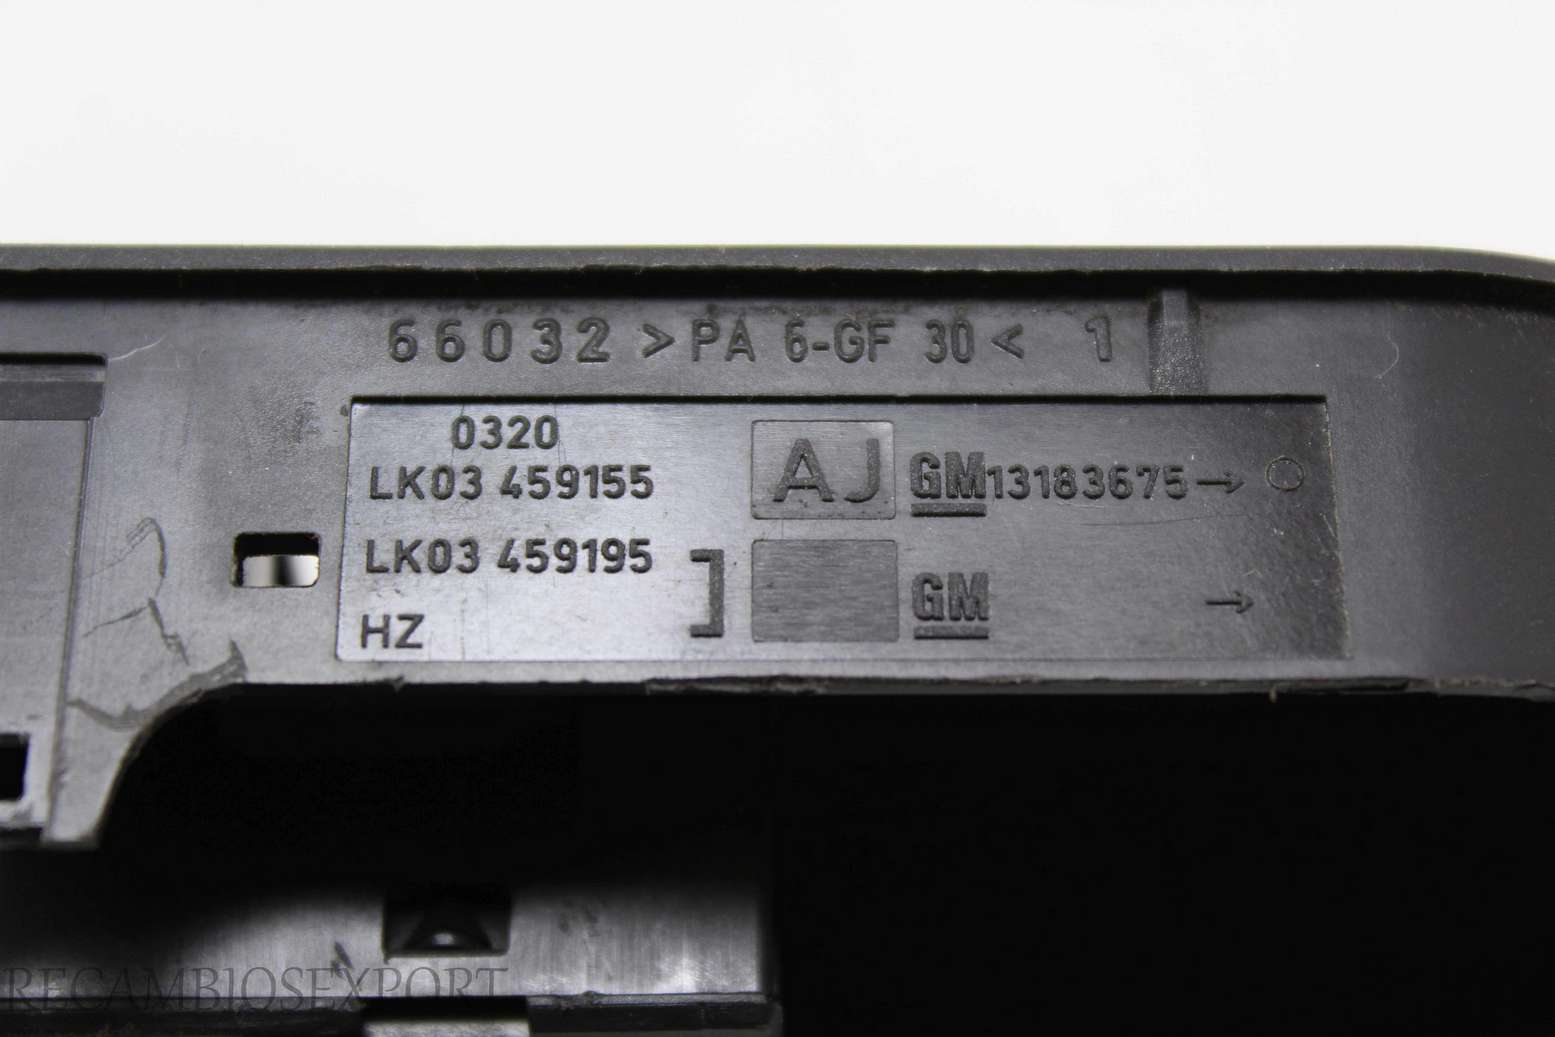 66032 >PA 6-GF 30< 1
0320
LK03 459155 AJ GM13183675→
LK03 459195 ] GM →
HZ
RECAMBIOSEXPORT